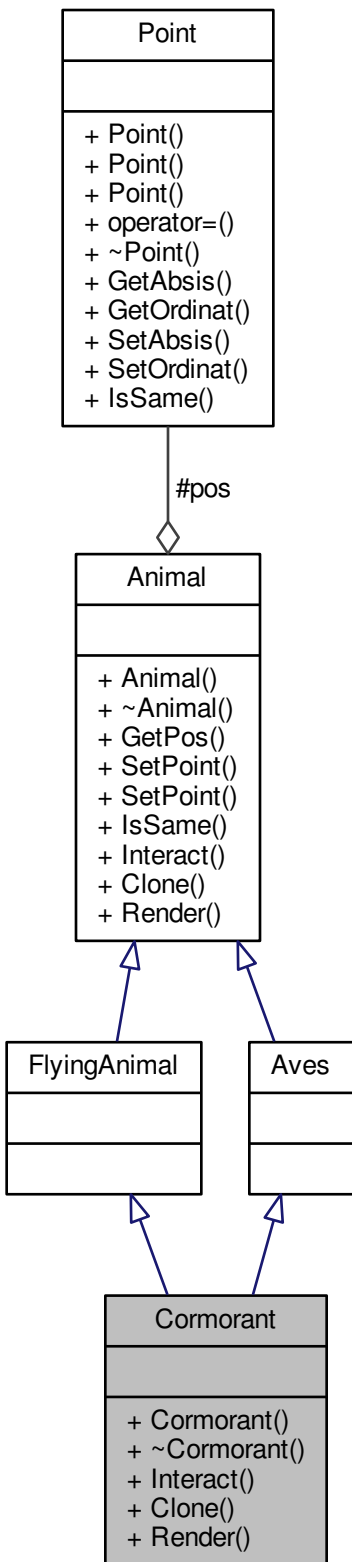 Point
+ Point()
+ Point()
+ Point()
+ operator=()
+ ~Point()
+ GetAbsis()
+ GetOrdinat()
+ SetAbsis()
+ SetOrdinat()
+ IsSame()
#pos
Animal
+ Animal()
+ ~Animal()
+ GetPos()
+ SetPoint()
+ SetPoint()
+ IsSame()
+ Interact()
+ Clone()
+ Render()
FlyingAnimal
Aves
Cormorant
+ Cormorant()
+ ~Cormorant()
+ Interact()
+ Clone()
+ Render()